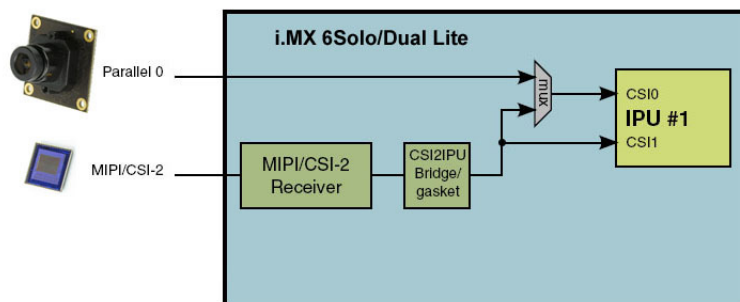 i.MX 6Solo/Dual Lite
Parallel 0
mux
CSI0
IPU #1
CSI1
MIPI/CSI-2
MIPI/CSI-2
Receiver
CSI2IPU
Bridge/
gasket